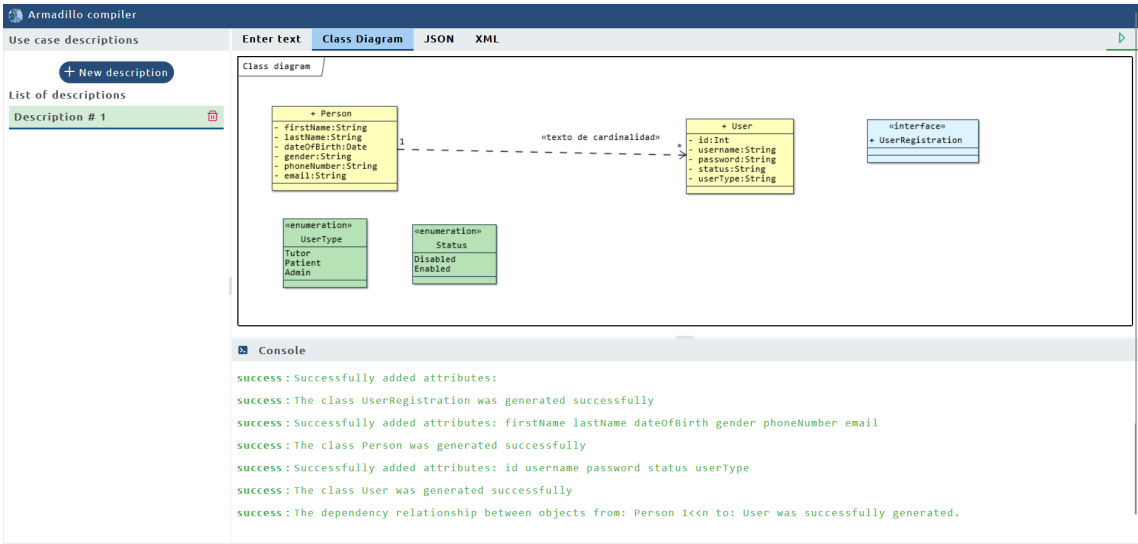 Armadillo compiler
Use case descriptions
+ New description
List of descriptions
Description # 1
Enter text Class Diagram JSON XML
Class diagram
+ Person
- firstName:String
- lastName:String
- dateOfBirth:Date
- gender:String
- phoneNumber:String
- email:String
1
«texto de cardinalidad»
*
+ User
- id:Int
- username:String
- password:String
- status:String
- userType:String
«interface»
+ UserRegistration
«enumeration»
UserType
Tutor
Patient
Admin
«enumeration»
Status
Disabled
Enabled
Console
success : Successfully added attributes:
success : The class UserRegistration was generated successfully
success : Successfully added attributes: firstName lastName dateOfBirth gender phoneNumber email
success : The class Person was generated successfully
success : Successfully added attributes: id username password status userType
success : The class User was generated successfully
success : The dependency relationship between objects from: Person 1<<n to: User was successfully generated.